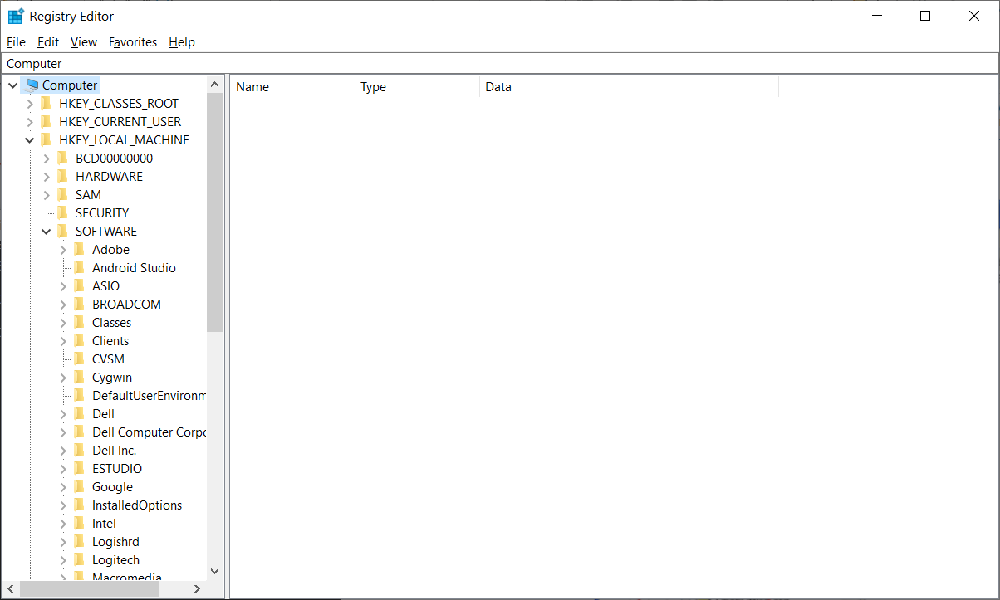 Registry Editor
File Edit View Favorites Help
Computer
Computer
HKEY_CLASSES_ROOT
HKEY_CURRENT_USER
HKEY_LOCAL_MACHINE
BCD00000000
HARDWARE
SAM
SECURITY
SOFTWARE
Adobe
Android Studio
ASIO
BROADCOM
Classes
Clients
CVSM
Cygwin
DefaultUserEnvironm
Dell
Dell Computer Corpo
Dell Inc.
ESTUDIO
Google
InstalledOptions
Intel
Logishrd
Logitech
Macromedia
Name Type Data